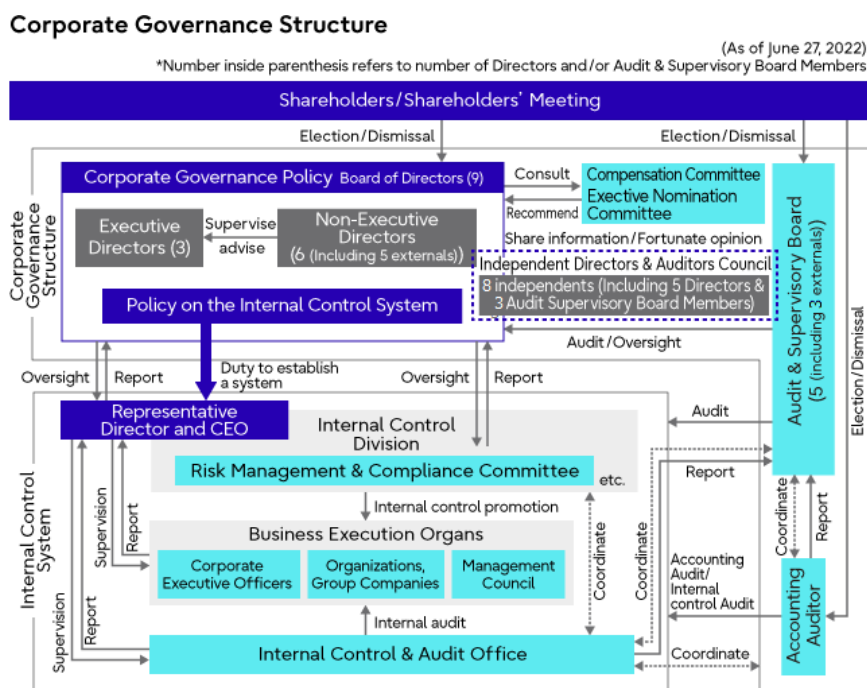 Corporate Governance Structure
(As of June 27, 2022)
*Number inside parenthesis refers to number of Directors and/or Audit & Supervisory Board Members
Shareholders/Shareholders' Meeting
Election/Dismissal
Election/Dismissal
Corporate
Governance
Structure
Corporate Governance Policy Board of Directors (9)
Consult
Recommend
Compensation Committee
Exective Nomination
Committee
Executive
Directors (3)
Supervise
advise
Non-Executive
Directors
(6 (Including 5 externals))
Share information/Fortunate opinion
Independent Directors & Auditors Council
8 independents (Including 5 Directors &
3 Audit Supervisory Board Members)
Policy on the Internal Control System
Audit/Oversight
Audit & Supervisory Board
(5 (including 3 externals)
Election/Dismissal
Oversight
Report
Duty to establish
a system
Oversight
Report
Internal Control
System
Representative
Director and CEO
Internal Control
Division
Risk Management & Compliance Committee
etc.
Audit
Report
Supervision
Report
Internal control promotion
Coordinate
Coordinate
Coordinate
Report
Business Execution Organs
Corporate
Executive Officers
Organizations,
Group Companies
Management
Council
Accounting
Audit/
Internal
control Audit
Accounting
Auditor
Supervision
Report
Internal audit
Internal Control & Audit Office
Coordinate